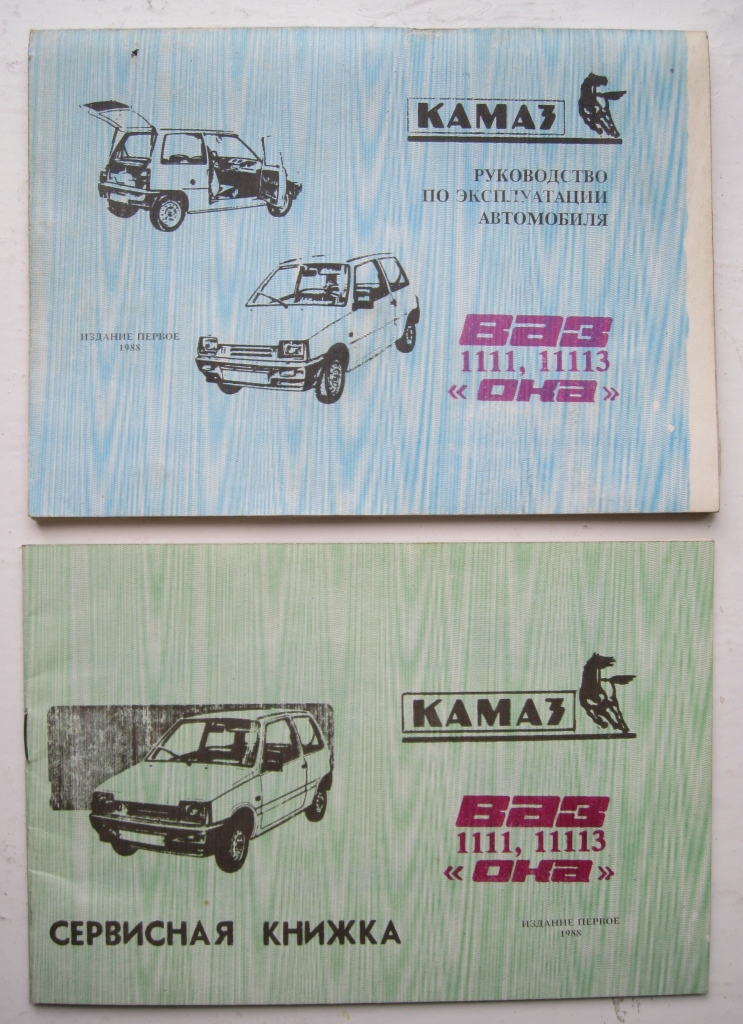 КАМАЗ
РУКОВОДСТВО
ПО ЭКСПЛУАТАЦИИ
АВТОМОБИЛЯ
ИЗДАНИЕ ПЕРВОЕ
1988
ВАЗ
1111, 11113
«ОКА»
КАМАЗ
ВАЗ
1111, 11113
«ОКА»
СЕРВИСНАЯ КНИЖКА
ИЗДАНИЕ ПЕРВОЕ
1988